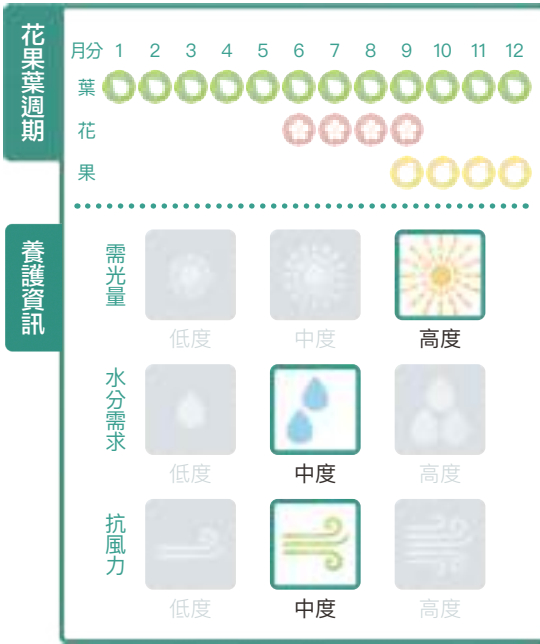 花果葉週期
月分 1 2 3 4 5 6 7 8 9 10 11 12
葉
花
果
養護資訊
需光量
低度 中度 高度
水分需求
低度 中度 高度
抗風力
低度 中度 高度